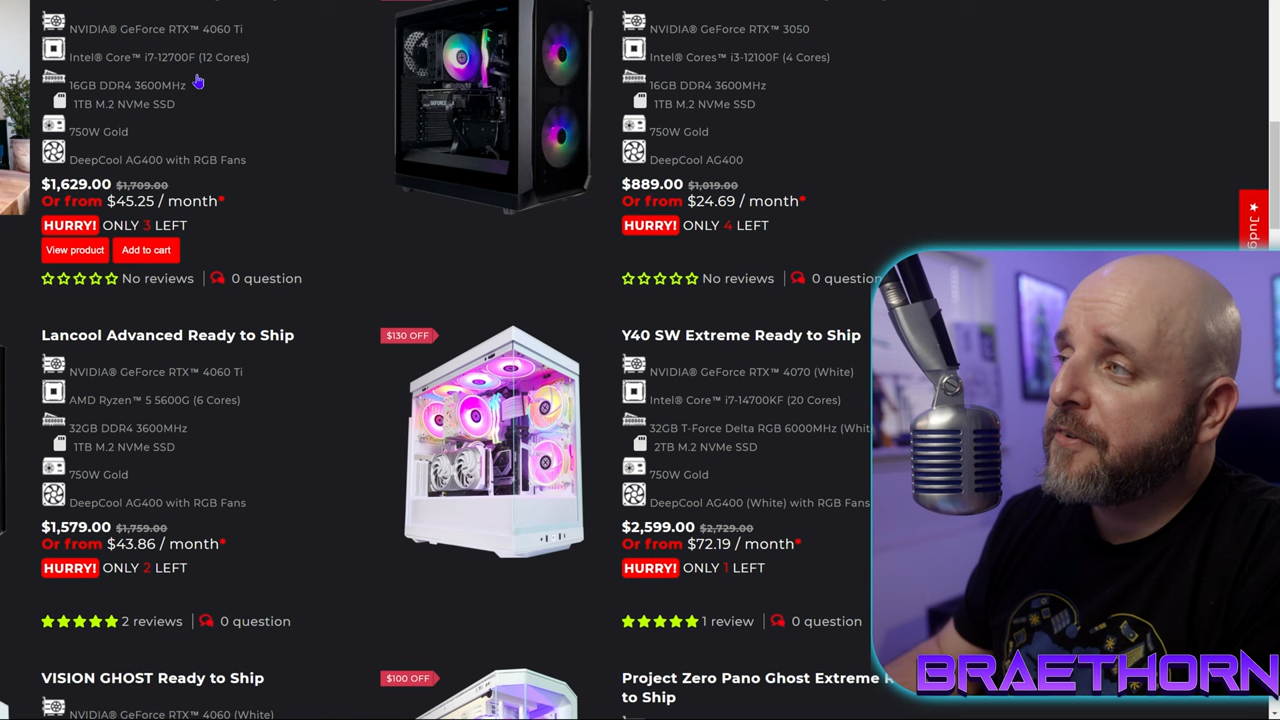 NVIDIA® GeForce RTX™ 4060 Ti
Intel® Core™ i7-12700F (12 Cores)
16GB DDR4 3600MHz
1TB M.2 NVMe SSD
750W Gold
DeepCool AG400 with RGB Fans
$1,629.00 $1,709.00
Or from $45.25 / month*
HURRY! ONLY 3 LEFT
View product Add to cart
No reviews 0 question
NVIDIA® GeForce RTX™ 3050
Intel® Cores™ i3-12100F (4 Cores)
16GB DDR4 3600MHz
1TB M.2 NVMe SSD
750W Gold
DeepCool AG400
$889.00 $1,019.00
Or from $24.69 / month*
HURRY! ONLY 4 LEFT
No reviews 0 question
★ Judg
Lancool Advanced Ready to Ship
NVIDIA® GeForce RTX™ 4060 Ti
AMD Ryzen™ 5 5600G (6 Cores)
32GB DDR4 3600MHz
1TB M.2 NVMe SSD
750W Gold
DeepCool AG400 with RGB Fans
$1,579.00 $1,759.00
Or from $43.86 / month*
HURRY! ONLY 2 LEFT
2 reviews 0 question
$130 OFF
Y40 SW Extreme Ready to Ship
NVIDIA® GeForce RTX™ 4070 (White)
Intel® Core™ i7-14700KF (20 Cores)
32GB T-Force Delta RGB 6000MHz (Whit
2TB M.2 NVMe SSD
750W Gold
DeepCool AG400 (White) with RGB Fans
$2,599.00 $2,729.00
Or from $72.19 / month*
HURRY! ONLY 1 LEFT
1 review 0 question
VISION GHOST Ready to Ship
NVIDIA® GeForce RTX™ 4060 (White)
$100 OFF
Project Zero Pano Ghost Extreme R
to Ship
BRAETHORN